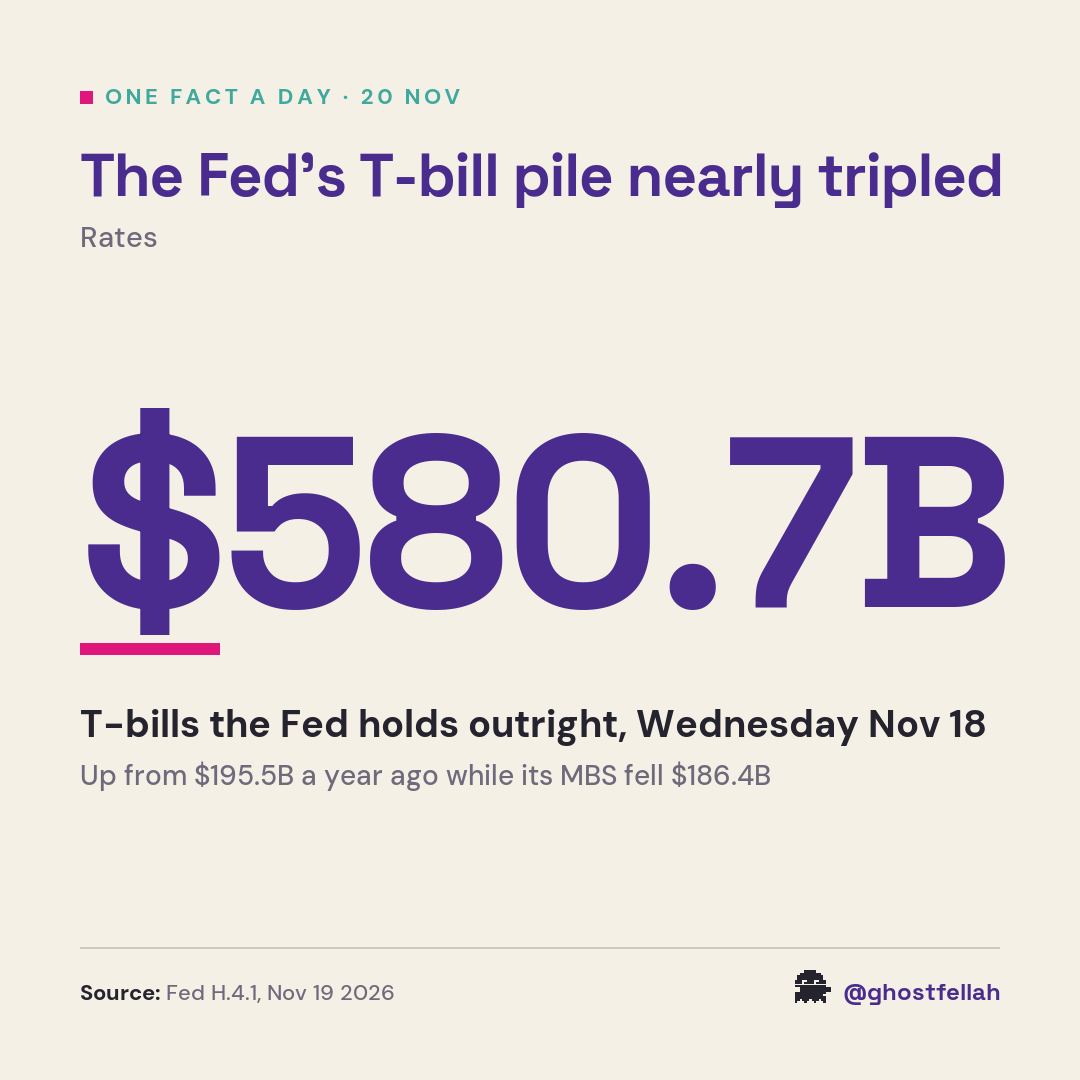 ONE FACT A DAY · 20 NOV
The Fed’s T-bill pile nearly tripled
Rates
$580.7B
T-bills the Fed holds outright, Wednesday Nov 18
Up from $195.5B a year ago while its MBS fell $186.4B
Source: Fed H.4.1, Nov 19 2026
@ghostfellah